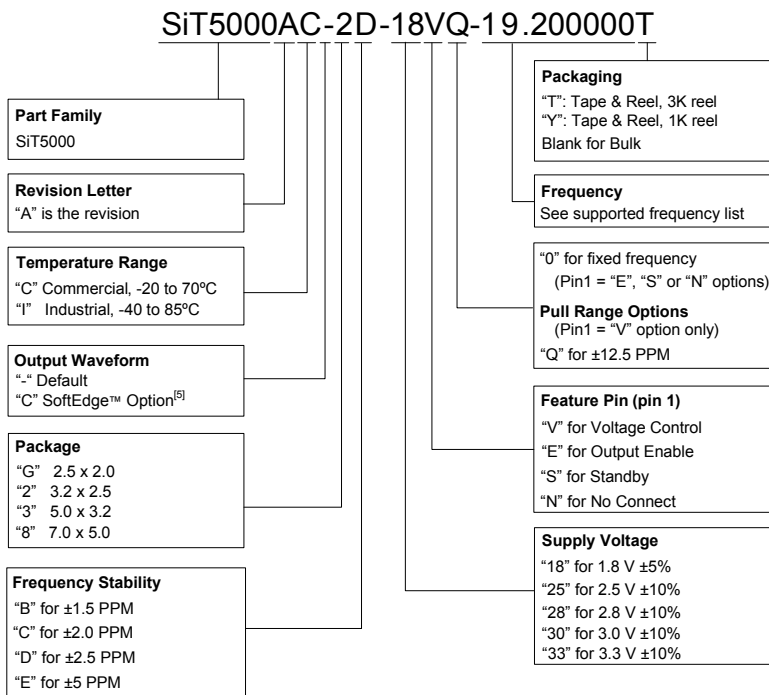 SiT5000AC-2D-18VQ-19.200000T
Part Family
SiT5000
Revision Letter
“A” is the revision
Temperature Range
“C” Commercial, -20 to 70ºC
“I” Industrial, -40 to 85ºC
Output Waveform
“-“ Default
“C” SoftEdge™ Option[5]
Package
“G” 2.5 x 2.0
“2” 3.2 x 2.5
“3” 5.0 x 3.2
“8” 7.0 x 5.0
Frequency Stability
“B” for ±1.5 PPM
“C” for ±2.0 PPM
“D” for ±2.5 PPM
“E” for ±5 PPM
Packaging
“T”: Tape & Reel, 3K reel
“Y”: Tape & Reel, 1K reel
Blank for Bulk
Frequency
See supported frequency list
“0” for fixed frequency
(Pin1 = “E”, “S” or “N” options)
Pull Range Options
(Pin1 = “V” option only)
“Q” for ±12.5 PPM
Feature Pin (pin 1)
“V” for Voltage Control
“E” for Output Enable
“S” for Standby
“N” for No Connect
Supply Voltage
“18” for 1.8 V ±5%
“25” for 2.5 V ±10%
“28” for 2.8 V ±10%
“30” for 3.0 V ±10%
“33” for 3.3 V ±10%